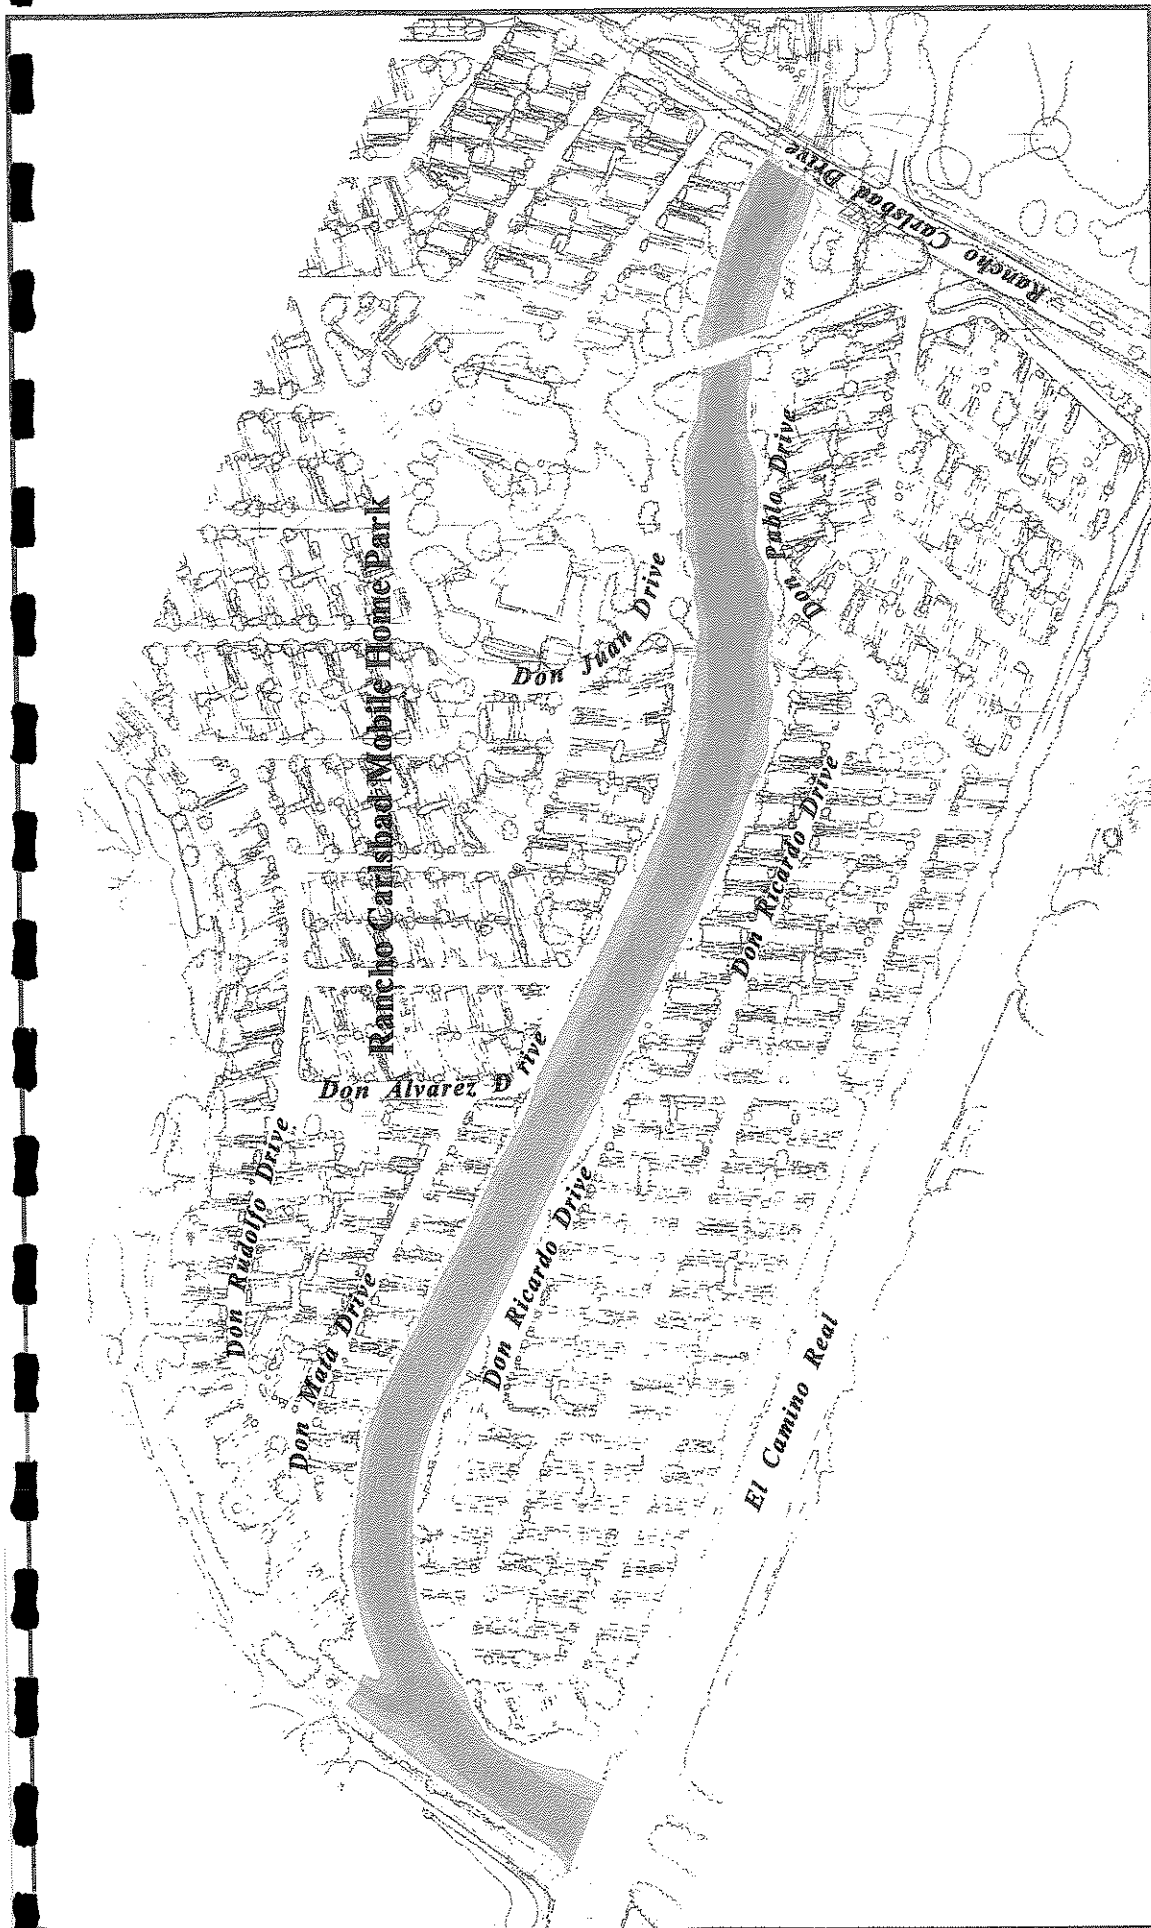 Rancho Carlsbad Drive
Don Pablo Drive
Don Juan Drive
Rancho Carlsbad Mobile Home Park
Don Ricardo Drive
Don Alvarez Drive
Don Rudolfo Drive
Don Ricardo Drive
Don Mata Drive
El Camino Real